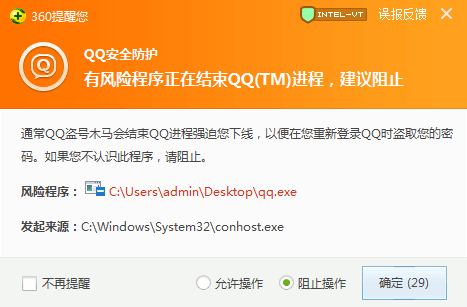 360提醒您
INTEL-VT 误报反馈
QQ安全防护
有风险程序正在结束QQ(TM)进程，建议阻止
通常QQ盗号木马会结束QQ进程强迫您下线，以便在您重新登录QQ时盗取您的密
码。如果您不认识此程序，请阻止。
风险程序： C:\Users\admin\Desktop\qq.exe
发起来源：C:\Windows\System32\conhost.exe
不再提醒 允许操作 阻止操作 确定 (29)